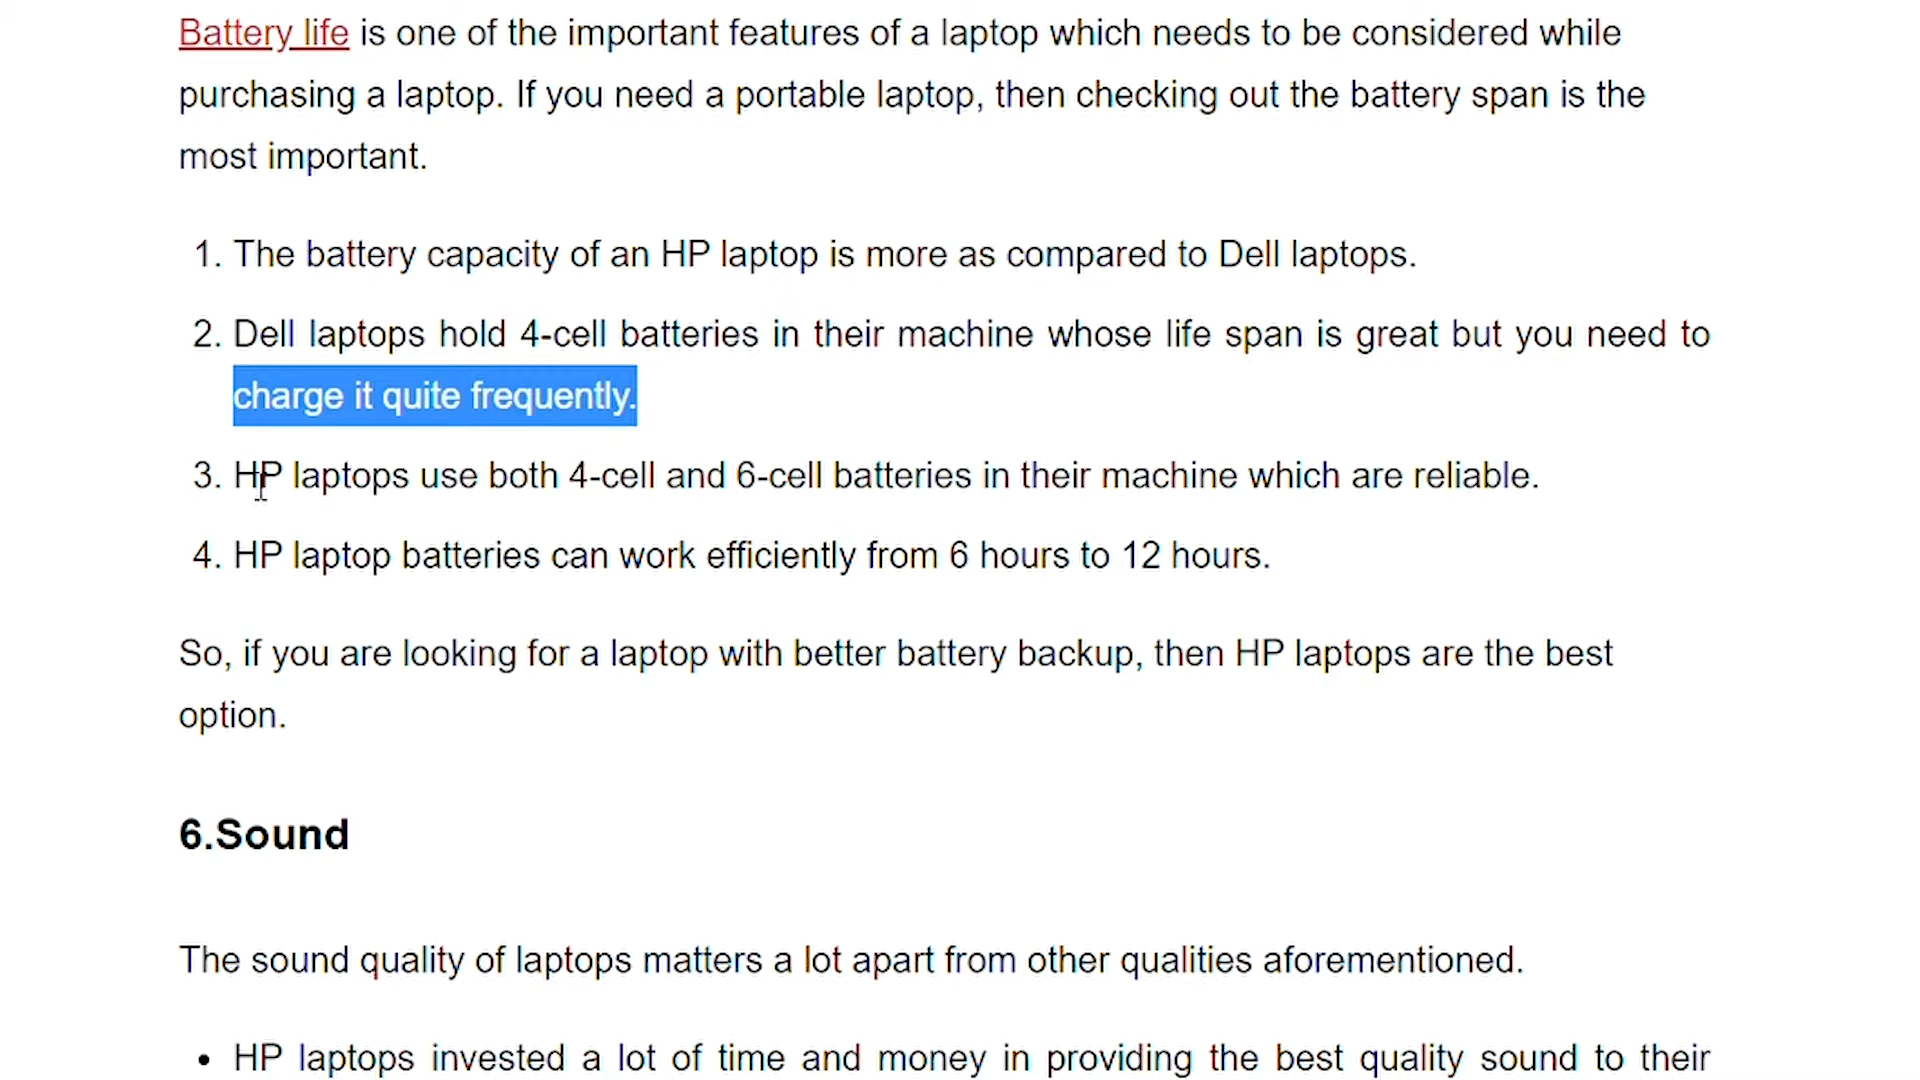 Battery life is one of the important features of a laptop which needs to be considered while
purchasing a laptop. If you need a portable laptop, then checking out the battery span is the
most important.
1. The battery capacity of an HP laptop is more as compared to Dell laptops.
2. Dell laptops hold 4-cell batteries in their machine whose life span is great but you need to
charge it quite frequently.
3. HP laptops use both 4-cell and 6-cell batteries in their machine which are reliable.
4. HP laptop batteries can work efficiently from 6 hours to 12 hours.
So, if you are looking for a laptop with better battery backup, then HP laptops are the best
option.
6.Sound
The sound quality of laptops matters a lot apart from other qualities aforementioned.
• HP laptops invested a lot of time and money in providing the best quality sound to their